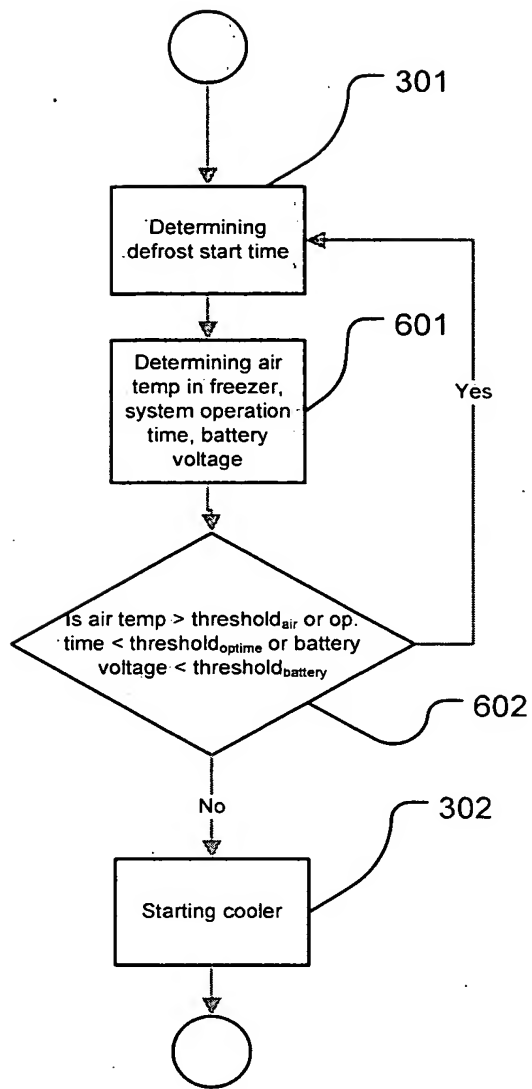 301
Determining
defrost start time
601
Determining air
temp in freezer,
system operation
time, battery
voltage
Yes
Is air temp > threshold_air or op.
time < threshold_optime or battery
voltage < threshold_battery
602
No
302
Starting cooler